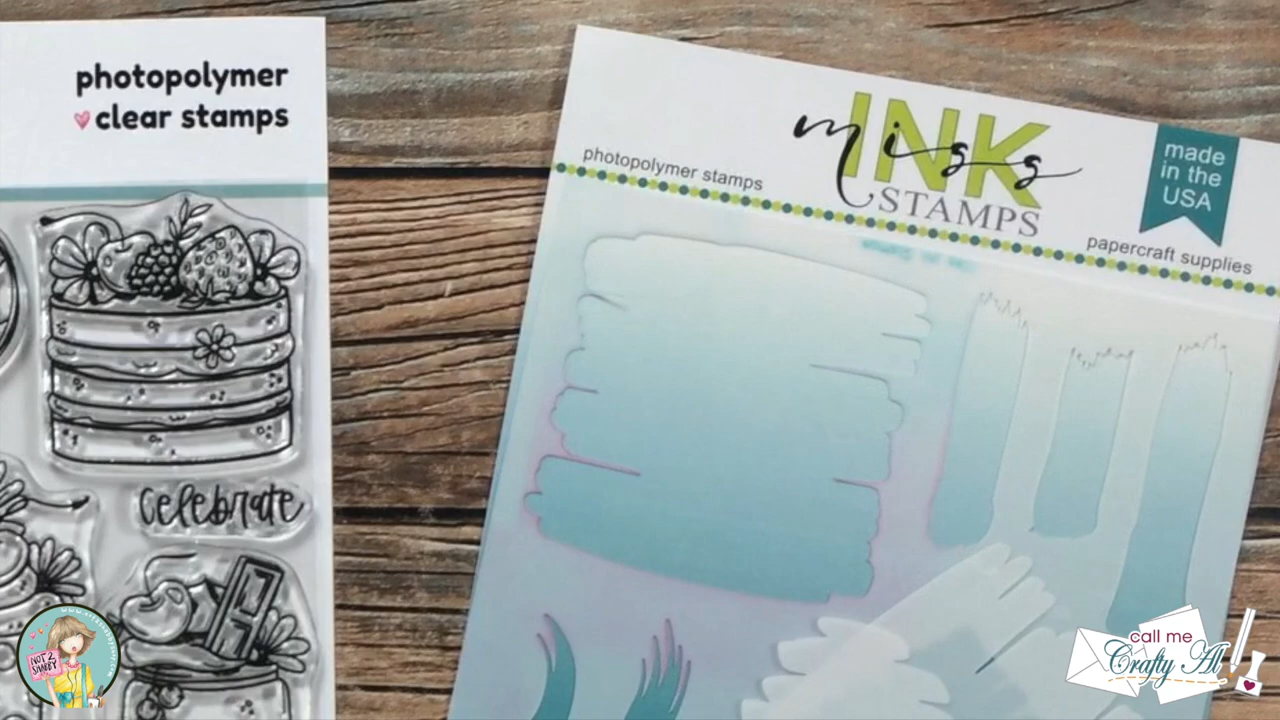 photopolymer
clear stamps
celebrate
miss INK
STAMPS
photopolymer stamps
made
in the
USA
papercraft supplies
NOT 2
SHABBY
call me
Crafty Al!